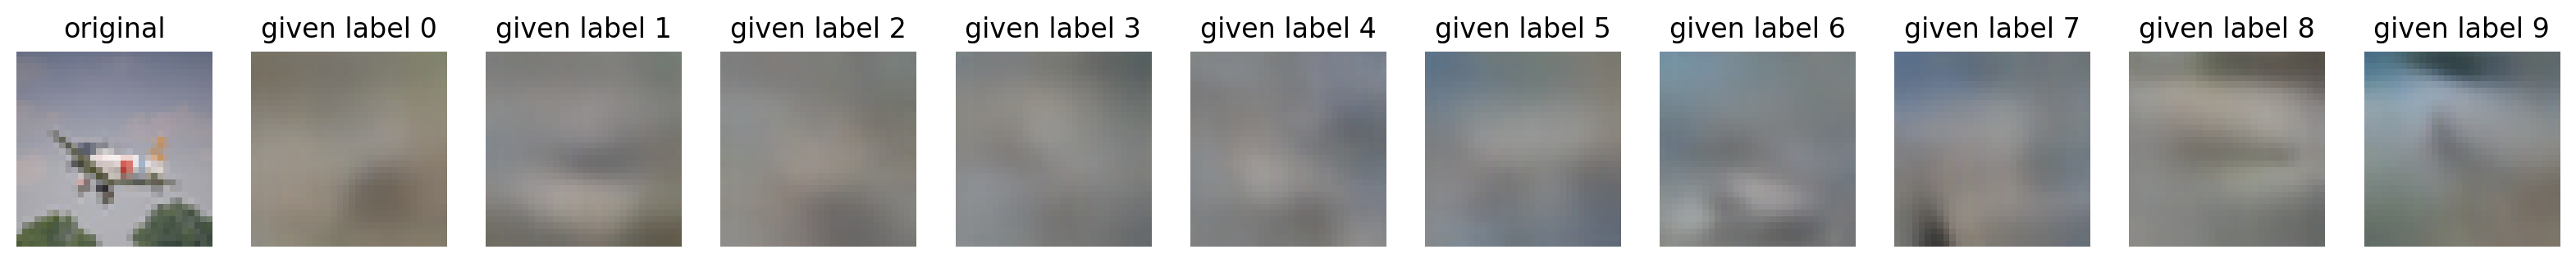 original
given label 0
given label 1
given label 2
given label 3
given label 4
given label 5
given label 6
given label 7
given label 8
given label 9